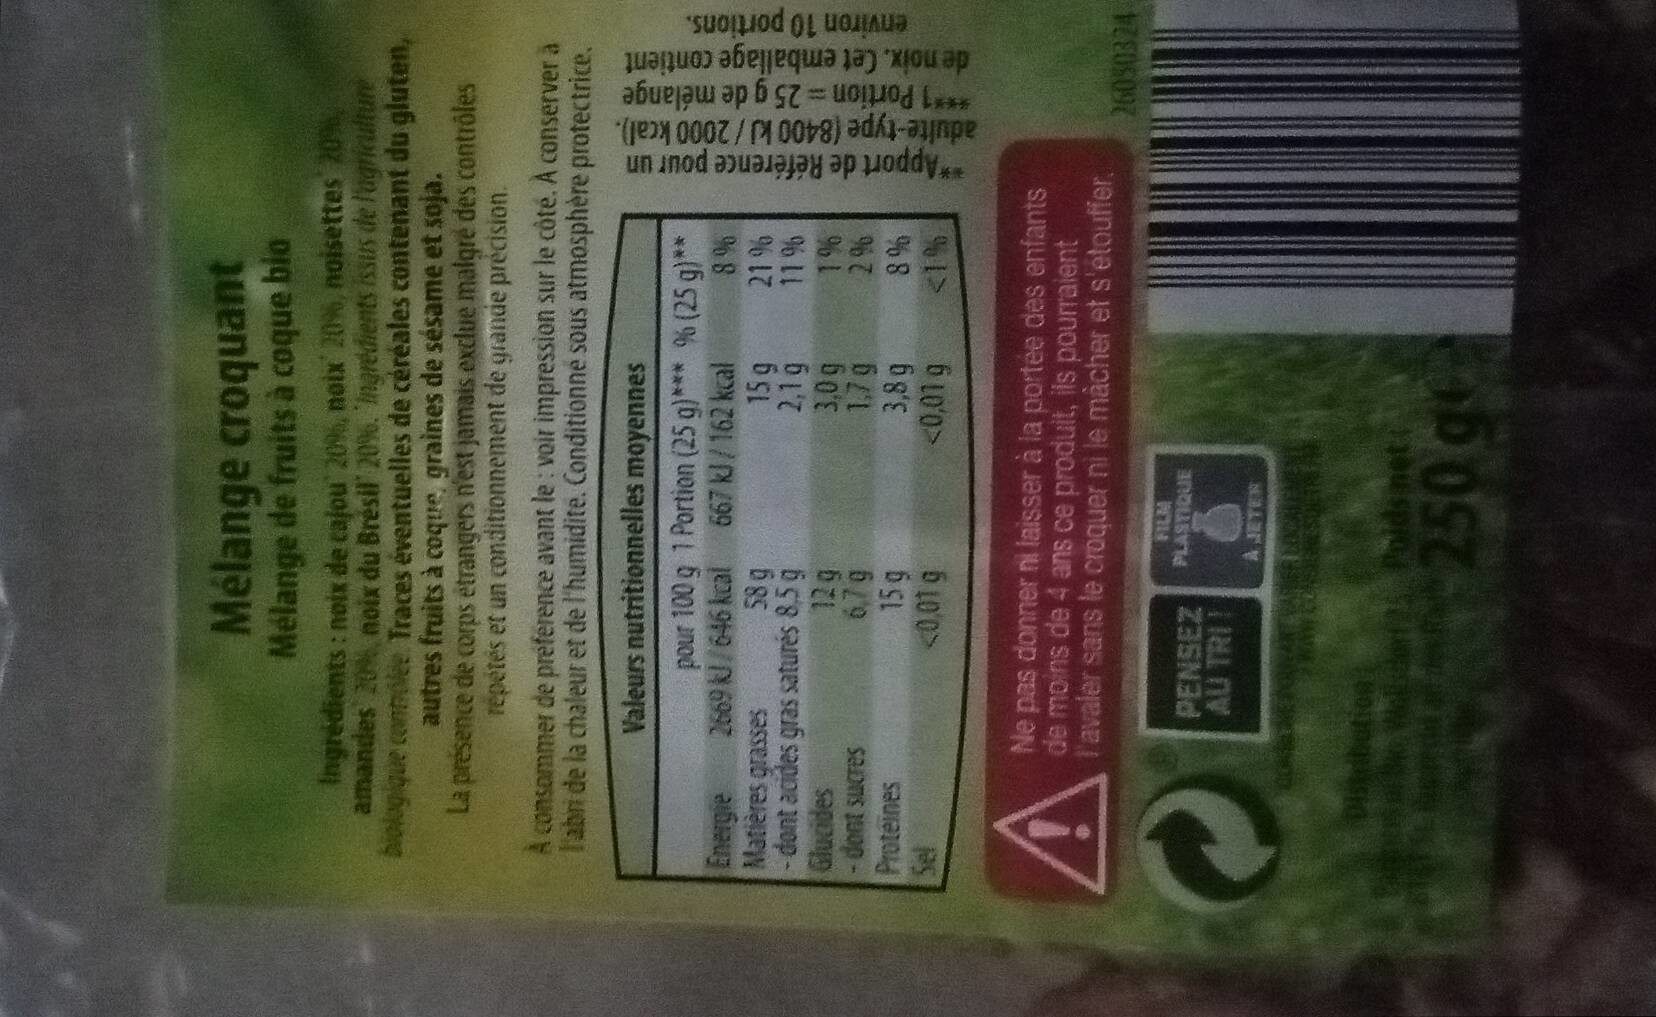 Mélange croquant
Mélange de fruits à coque bio
Ingrédients : noix de cajou* 20%, noix* 20%, noisettes* 20%,
amandes* 20%, noix du Brésil* 20%. *Ingrédients issus de l'agriculture
biologique contrôlée. Traces éventuelles de céréales contenant du gluten,
autres fruits à coque, graines de sésame et soja.
La présence de corps étrangers n'est jamais exclue malgré des contrôles
répétés et un conditionnement de grande précision.
À consommer de préférence avant le : voir impression sur le côté. À conserver à
l'abri de la chaleur et de l'humidité. Conditionné sous atmosphère protectrice.
Valeurs nutritionnelles moyennes
pour 100 g 1 Portion (25 g)*** % (25 g)**
Énergie 2669 kJ / 646 kcal 667 kJ / 162 kcal 8 %
Matières grasses 58 g 15 g 21 %
- dont acides gras saturés 8,5 g 2,1 g 11 %
Glucides 12 g 3,0 g 1 %
- dont sucres 6,7 g 1,7 g 2 %
Protéines 15 g 3,8 g 8 %
Sel <0,01 g <0,01 g <1 %
**Apport de Référence pour un
adulte-type (8400 kJ / 2000 kcal).
***1 Portion = 25 g de mélange
de noix. Cet emballage contient
environ 10 portions.
Ne pas donner ni laisser à la portée des enfants
de moins de 4 ans ce produit, ils pourraient
l'avaler sans le croquer ni le mâcher et s'étouffer.
26090324
PENSEZ
AU TRI !
FILM
PLASTIQUE
À JETER
Distribution
Poids net
250 g